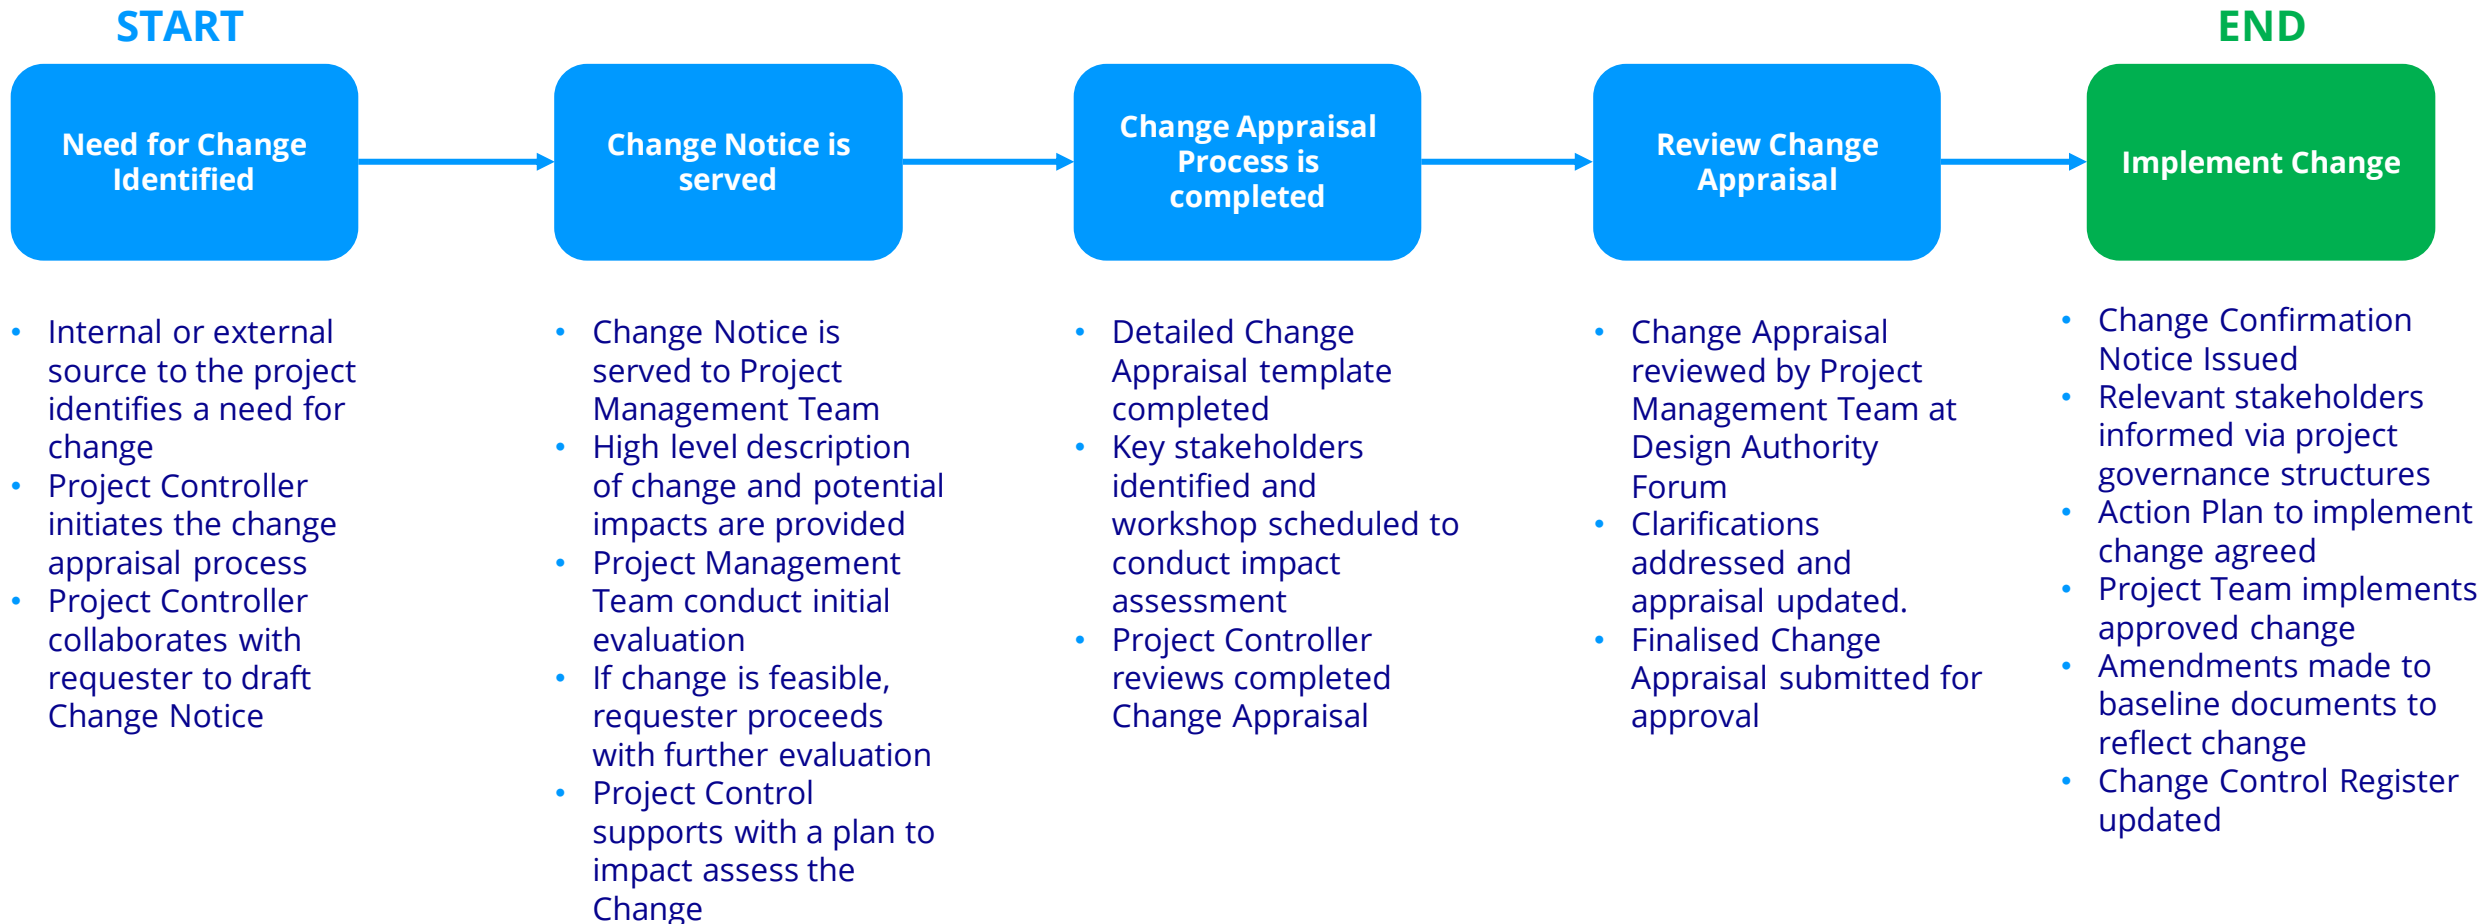 START
END
Need for Change
Identified
Change Notice is
served
Change Appraisal
Process is
completed
Review Change
Appraisal
Implement Change
• Internal or external
source to the project
identifies a need for
change
• Project Controller
initiates the change
appraisal process
• Project Controller
collaborates with
requester to draft
Change Notice
• Change Notice is
served to Project
Management Team
• High level description
of change and potential
impacts are provided
• Project Management
Team conduct initial
evaluation
• If change is feasible,
requester proceeds
with further evaluation
• Project Control
supports with a plan to
impact assess the
Change
• Detailed Change
Appraisal template
completed
• Key stakeholders
identified and
workshop scheduled to
conduct impact
assessment
• Project Controller
reviews completed
Change Appraisal
• Change Appraisal
reviewed by Project
Management Team at
Design Authority
Forum
• Clarifications
addressed and
appraisal updated.
• Finalised Change
Appraisal submitted for
approval
• Change Confirmation
Notice Issued
• Relevant stakeholders
informed via project
governance structures
• Action Plan to implement
change agreed
• Project Team implements
approved change
• Amendments made to
baseline documents to
reflect change
• Change Control Register
updated